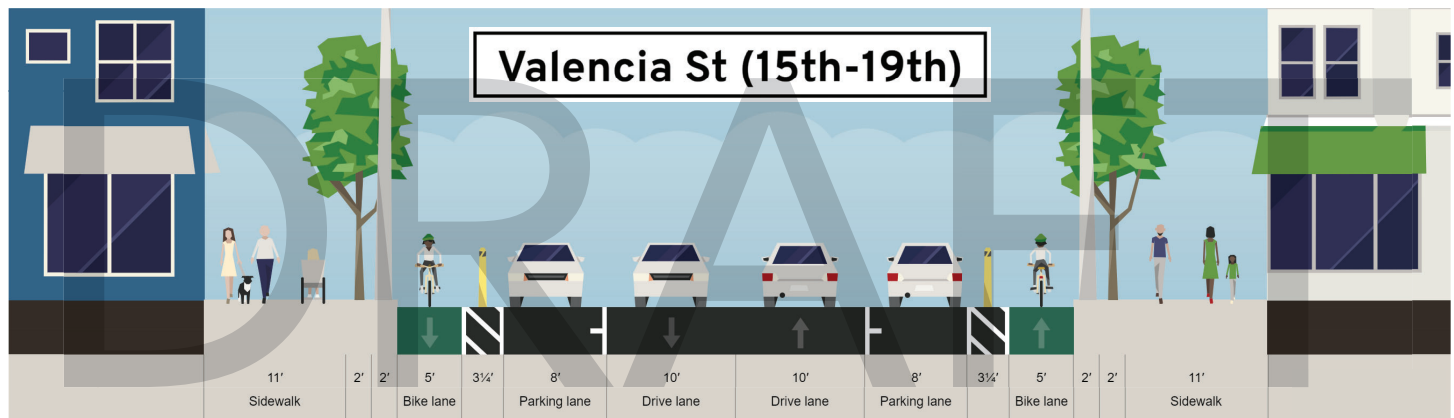 Valencia St (15th-19th)
DRAFT
11' 2' 2' 5' 3¼' 8' 10' 10' 8' 3¼' 5' 2' 2' 11'
Sidewalk Bike lane Parking lane Drive lane Drive lane Parking lane Bike lane Sidewalk